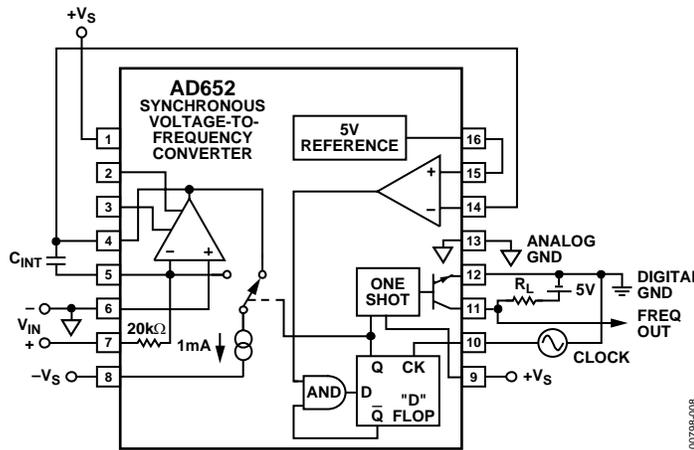 +VS
AD652
SYNCHRONOUS
VOLTAGE-TO-
FREQUENCY
CONVERTER
5V
REFERENCE
1
2
3
4
5
6
7
8
16
15
14
13
12
11
10
9
+
−
ANALOG
GND
CINT
−
+
ONE
SHOT
RL
5V
DIGITAL
GND
FREQ
OUT
−
VIN
+
20kΩ
1mA
CLOCK
−VS
+VS
AND
D
Q
CK
"D"
FLOP
Q̅
00798-008